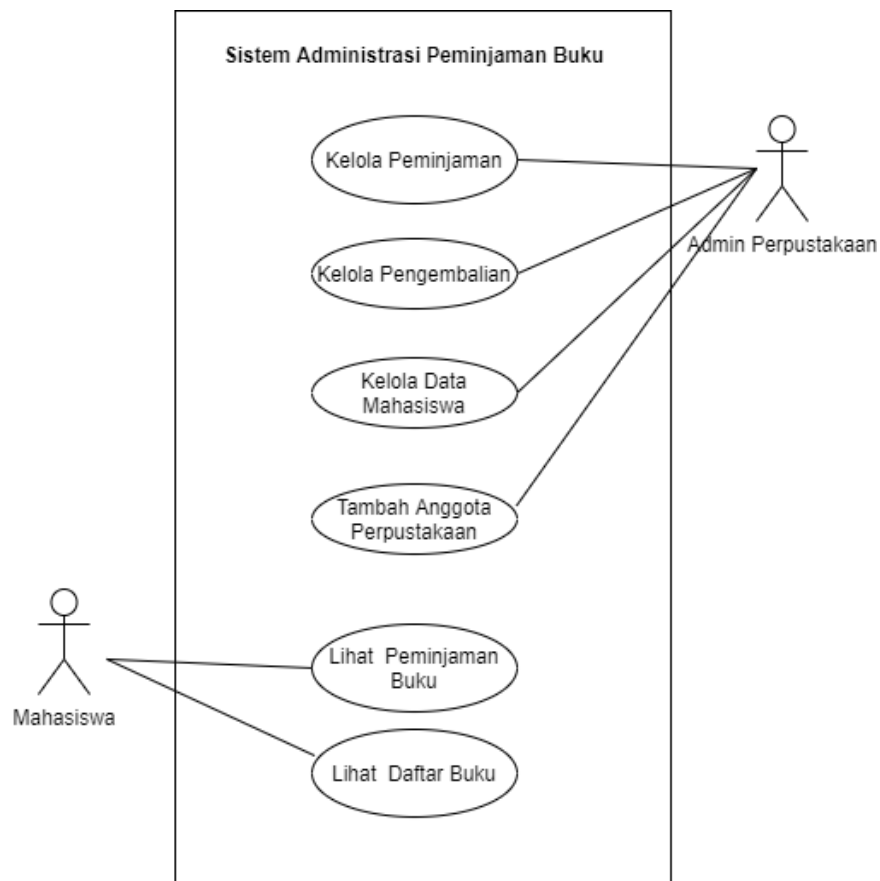 Sistem Administrasi Peminjaman Buku
Kelola Peminjaman
Admin Perpustakaan
Kelola Pengembalian
Kelola Data
Mahasiswa
Tambah Anggota
Perpustakaan
Lihat Peminjaman
Buku
Mahasiswa
Lihat Daftar Buku